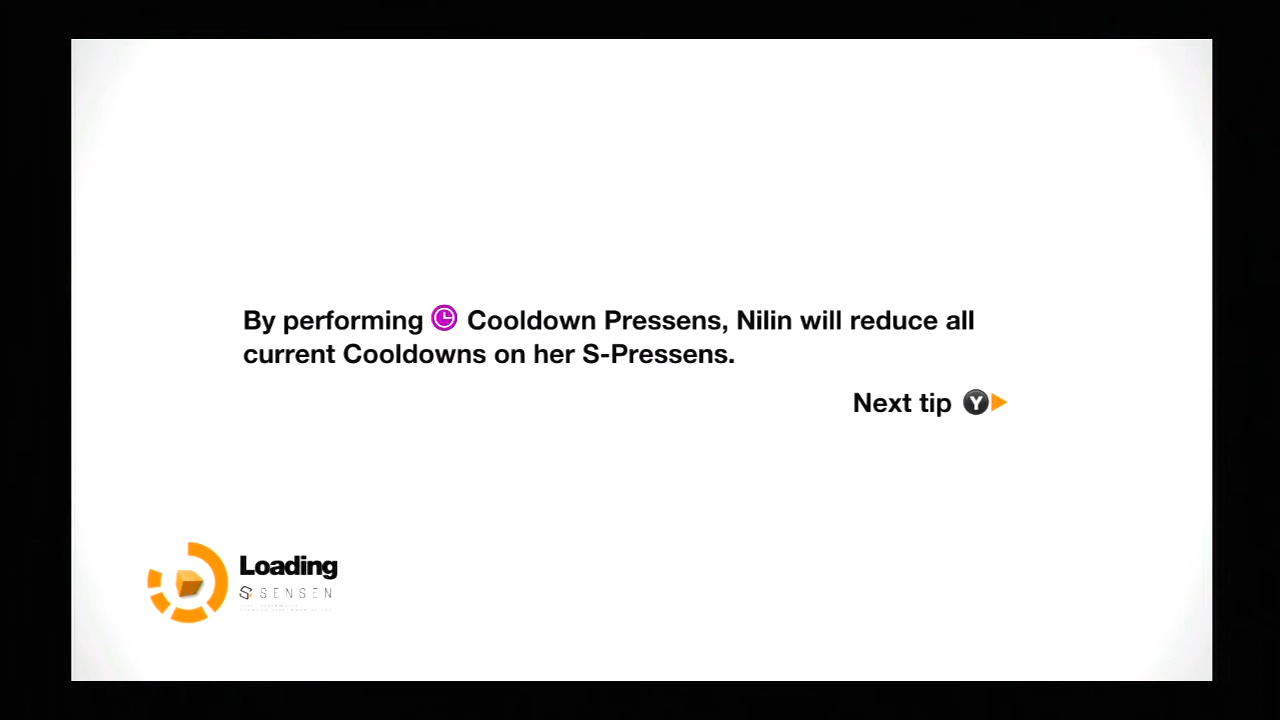 By performing Cooldown Pressens, Nilin will reduce all
current Cooldowns on her S-Pressens.
Next tip Y
Loading
SENSEN